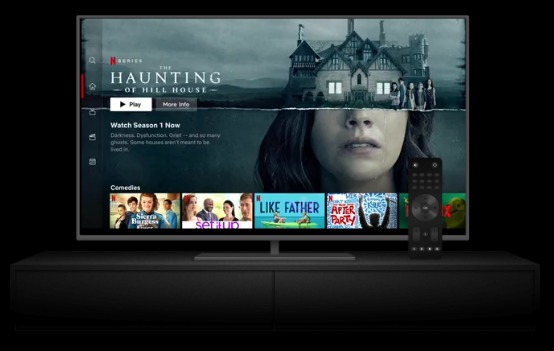 N SERIES
THE
HAUNTING
OF HILL HOUSE
Play
More Info
Watch Season 1 Now
Darkness. Dysfunction. Grief — and so many
ghosts. Some houses aren't meant to be
lived in.
Comedies
Sierra
Burgess
set it up
LIKE FATHER
THE
AFTER
PARTY